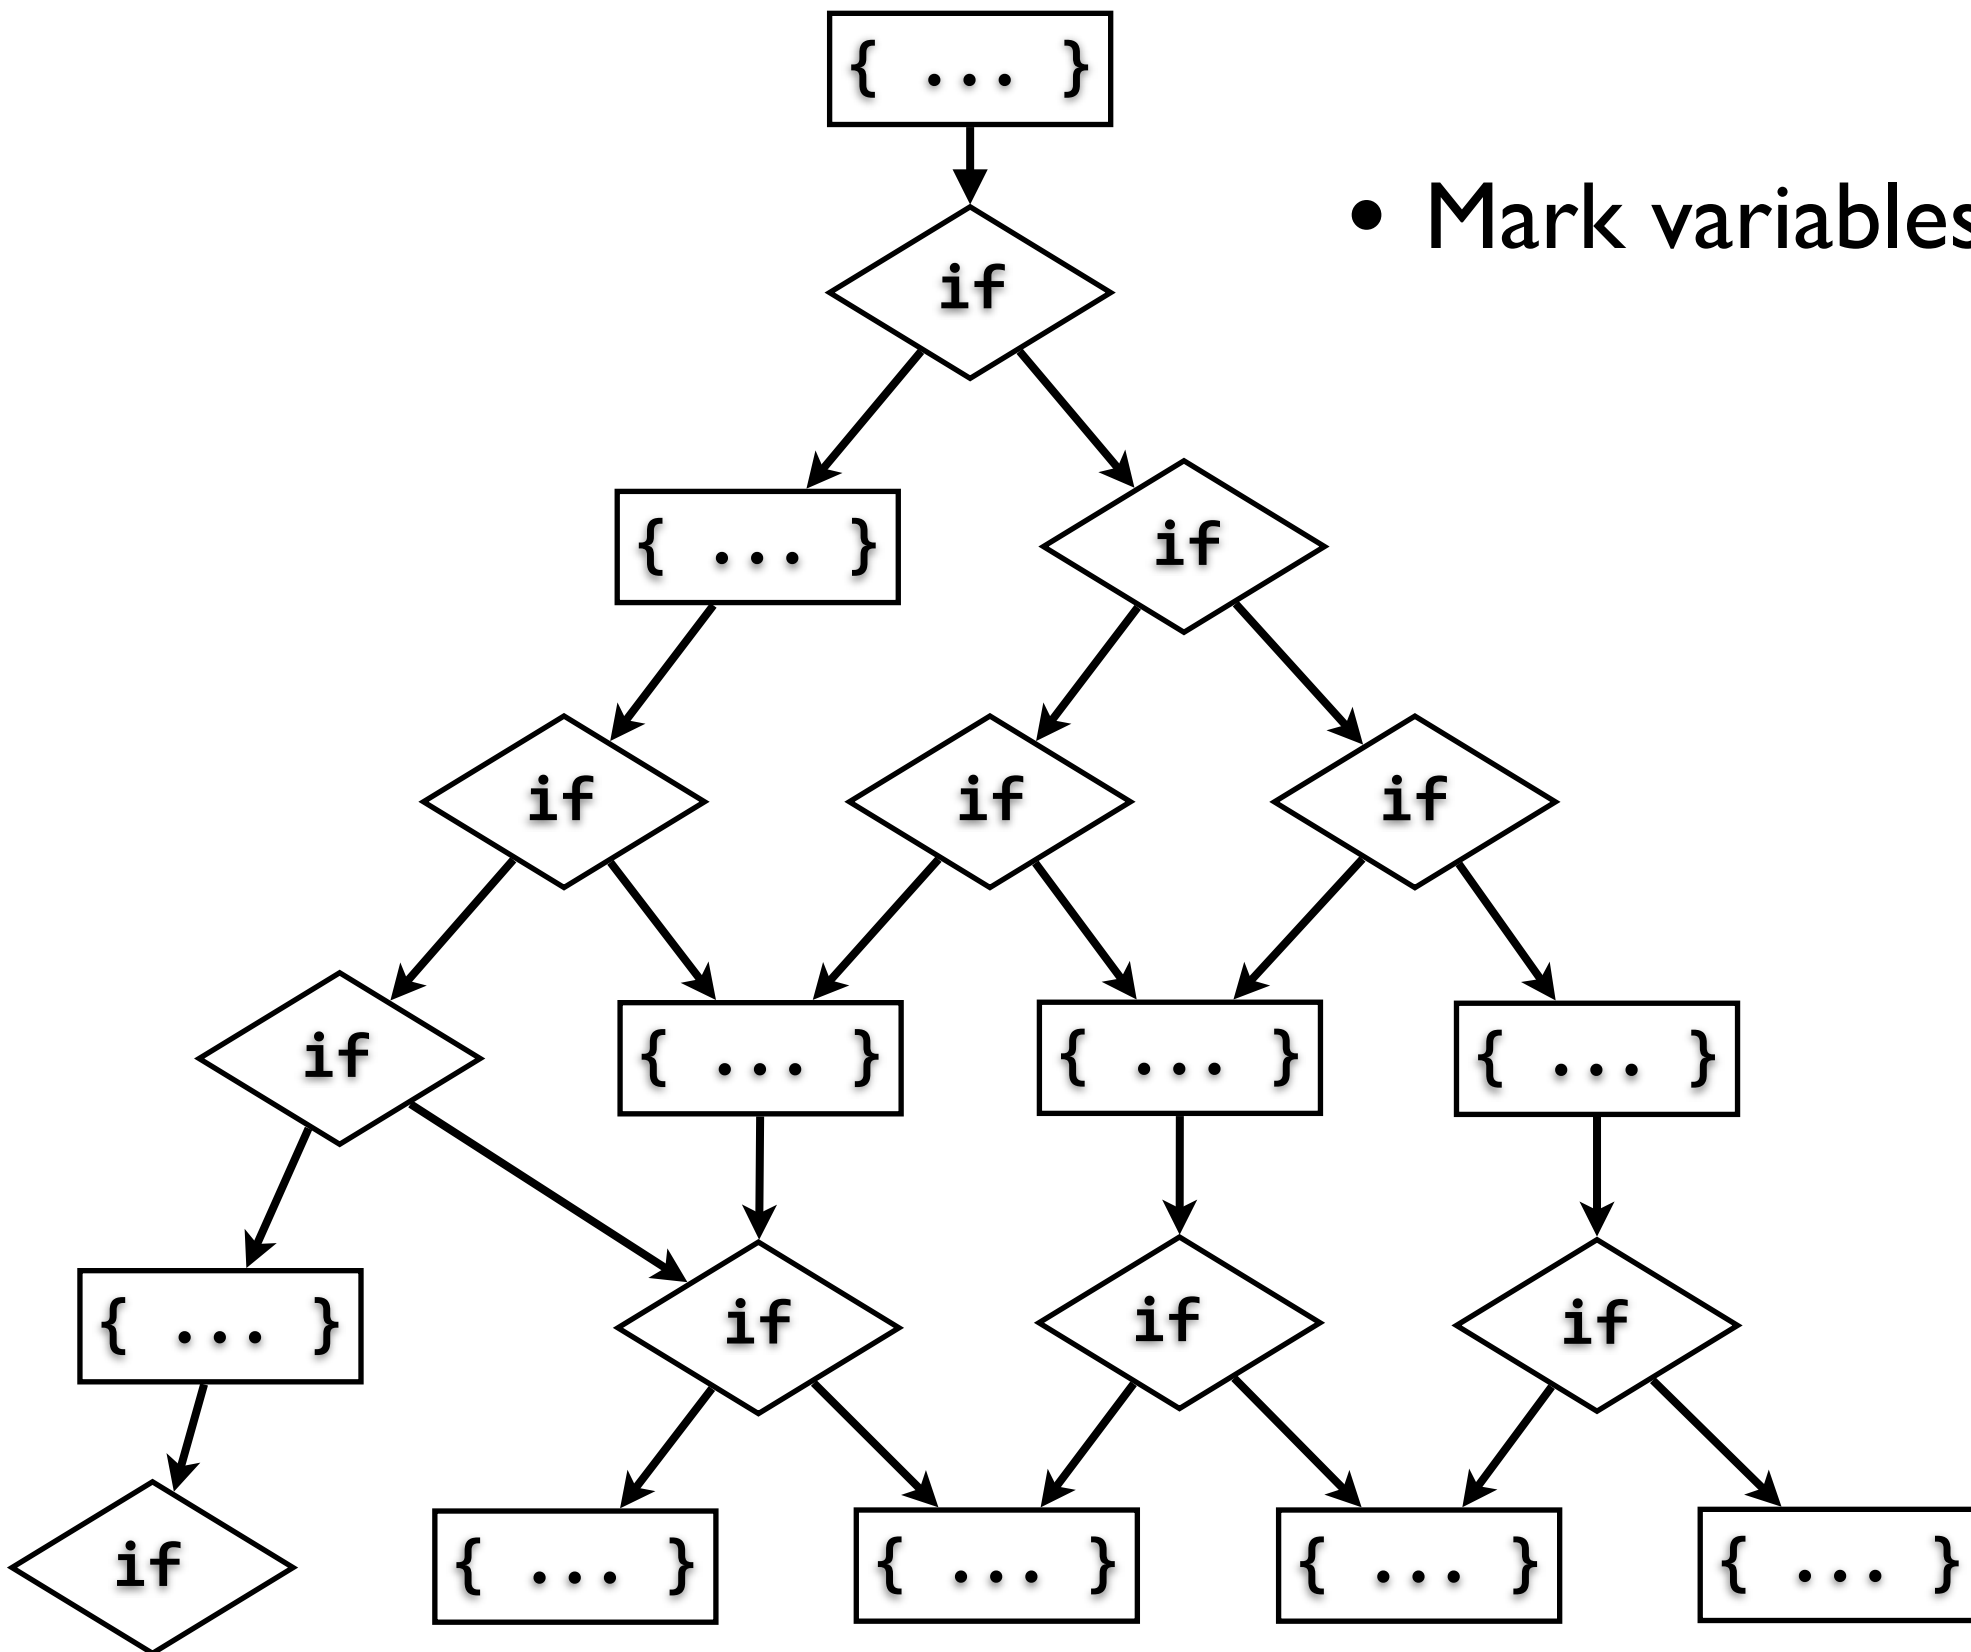 { ... }
• Mark variables
if
{ ... }
if
if
if
if
if
{ ... }
{ ... }
{ ... }
{ ... }
if
if
if
if
{ ... }
{ ... }
{ ... }
{ ... }